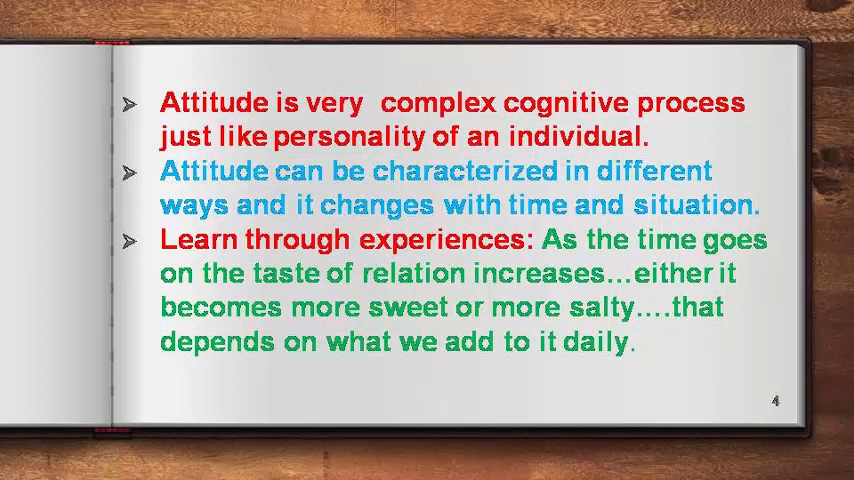 ➢ Attitude is very complex cognitive process
just like personality of an individual.
➢ Attitude can be characterized in different
ways and it changes with time and situation.
➢ Learn through experiences: As the time goes
on the taste of relation increases...either it
becomes more sweet or more salty....that
depends on what we add to it daily.
4